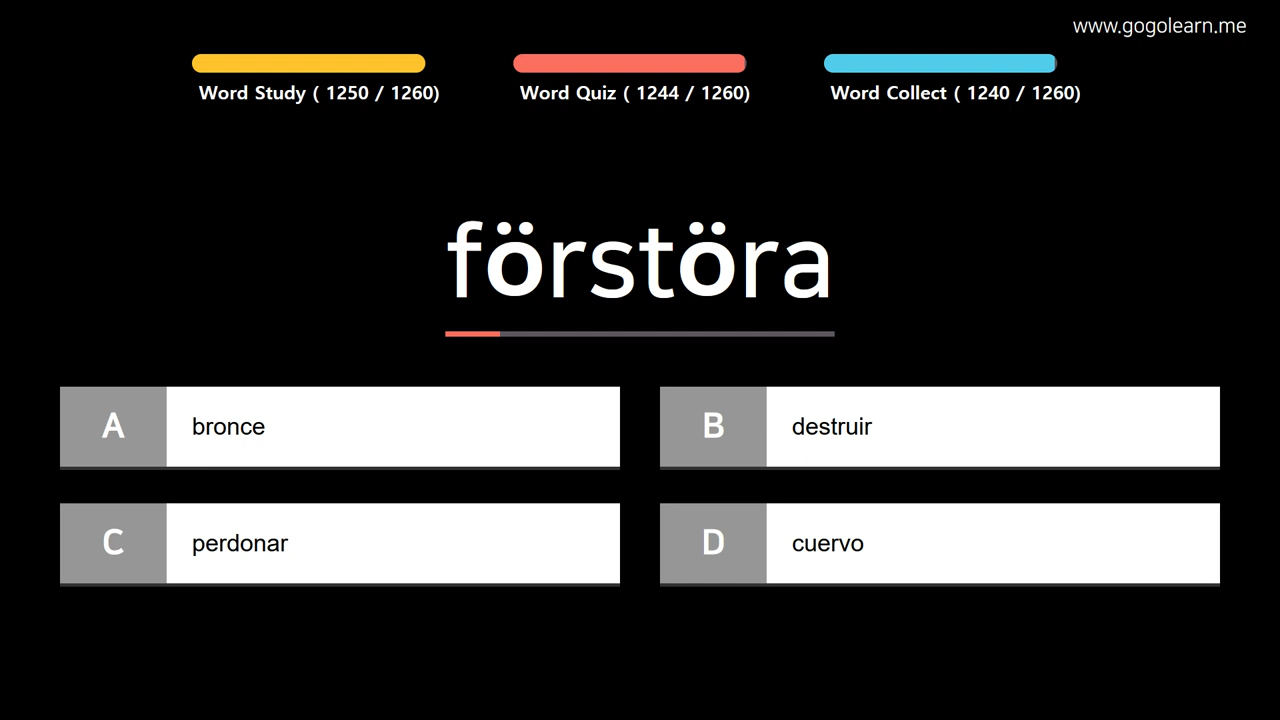 www.gogolearn.me
Word Study ( 1250 / 1260)
Word Quiz ( 1244 / 1260)
Word Collect ( 1240 / 1260)
förstöra
A bronce
B destruir
C perdonar
D cuervo